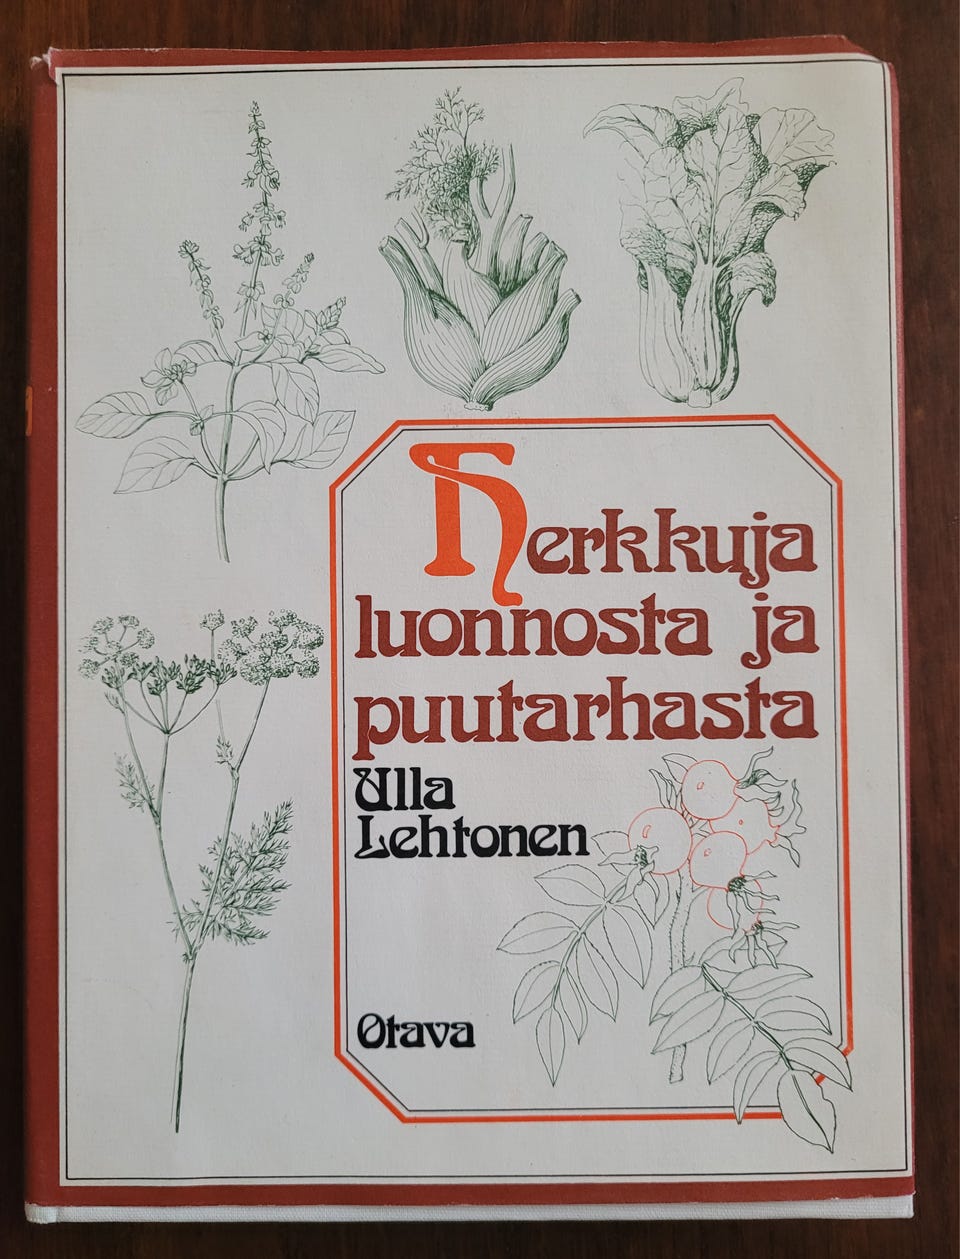 Herkkuja
luonnosta ja
puutarhasta
Ulla
Lehtonen
Otava